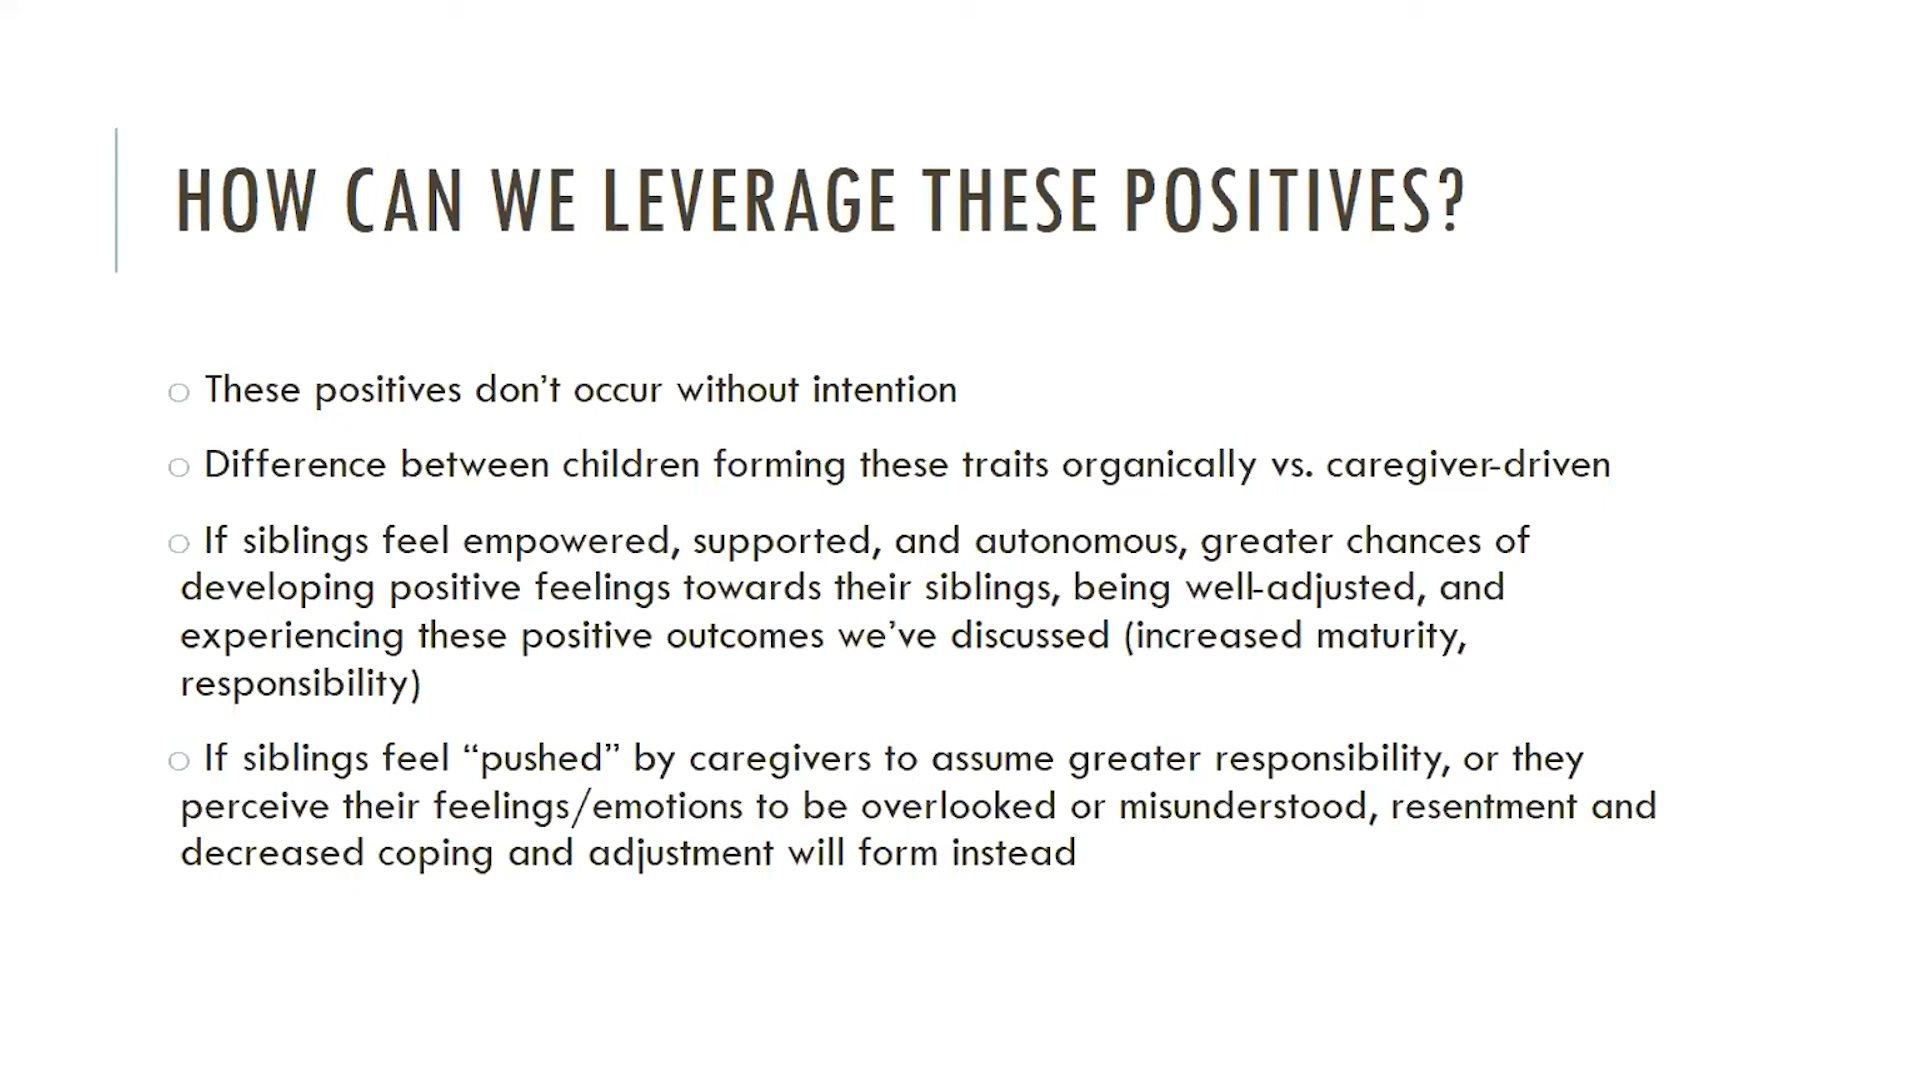 HOW CAN WE LEVERAGE THESE POSITIVES?
○ These positives don’t occur without intention
○ Difference between children forming these traits organically vs. caregiver-driven
○ If siblings feel empowered, supported, and autonomous, greater chances of
developing positive feelings towards their siblings, being well-adjusted, and
experiencing these positive outcomes we’ve discussed (increased maturity,
responsibility)
○ If siblings feel “pushed” by caregivers to assume greater responsibility, or they
perceive their feelings/emotions to be overlooked or misunderstood, resentment and
decreased coping and adjustment will form instead